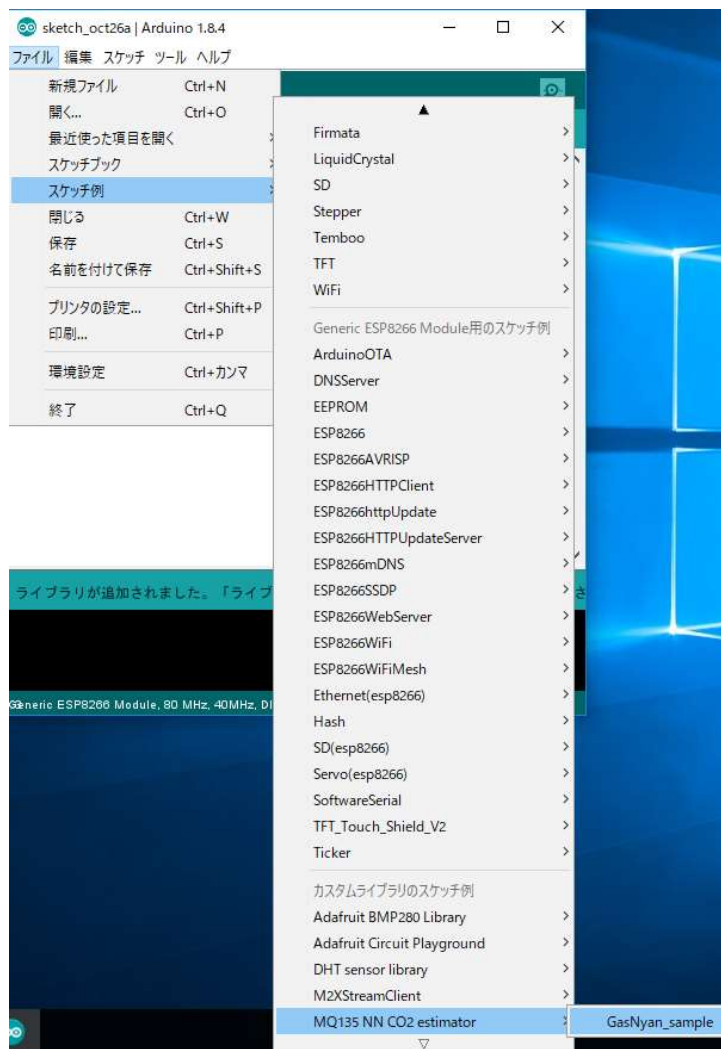 sketch_oct26a | Arduino 1.8.4
ファイル 編集 スケッチ ツール ヘルプ
新規ファイル Ctrl+N
開く... Ctrl+O
最近使った項目を開く
スケッチブック
スケッチ例
閉じる Ctrl+W
保存 Ctrl+S
名前を付けて保存 Ctrl+Shift+S
プリンタの設定... Ctrl+Shift+P
印刷... Ctrl+P
環境設定 Ctrl+カンマ
終了 Ctrl+Q
Firmata
LiquidCrystal
SD
Stepper
Temboo
TFT
WiFi
Generic ESP8266 Module用のスケッチ例
ArduinoOTA
DNSServer
EEPROM
ESP8266
ESP8266AVRISP
ESP8266HTTPClient
ESP8266httpUpdate
ESP8266HTTPUpdateServer
ESP8266mDNS
ESP8266SSDP
ESP8266WebServer
ESP8266WiFi
ESP8266WiFiMesh
Ethernet(esp8266)
Hash
SD(esp8266)
Servo(esp8266)
SoftwareSerial
TFT_Touch_Shield_V2
Ticker
カスタムライブラリのスケッチ例
Adafruit BMP280 Library
Adafruit Circuit Playground
DHT sensor library
M2XStreamClient
MQ135 NN CO2 estimator
GasNyan_sample
ライブラリが追加されました。「ライブ
さ
Generic ESP8266 Module, 80 MHz, 40MHz, DI